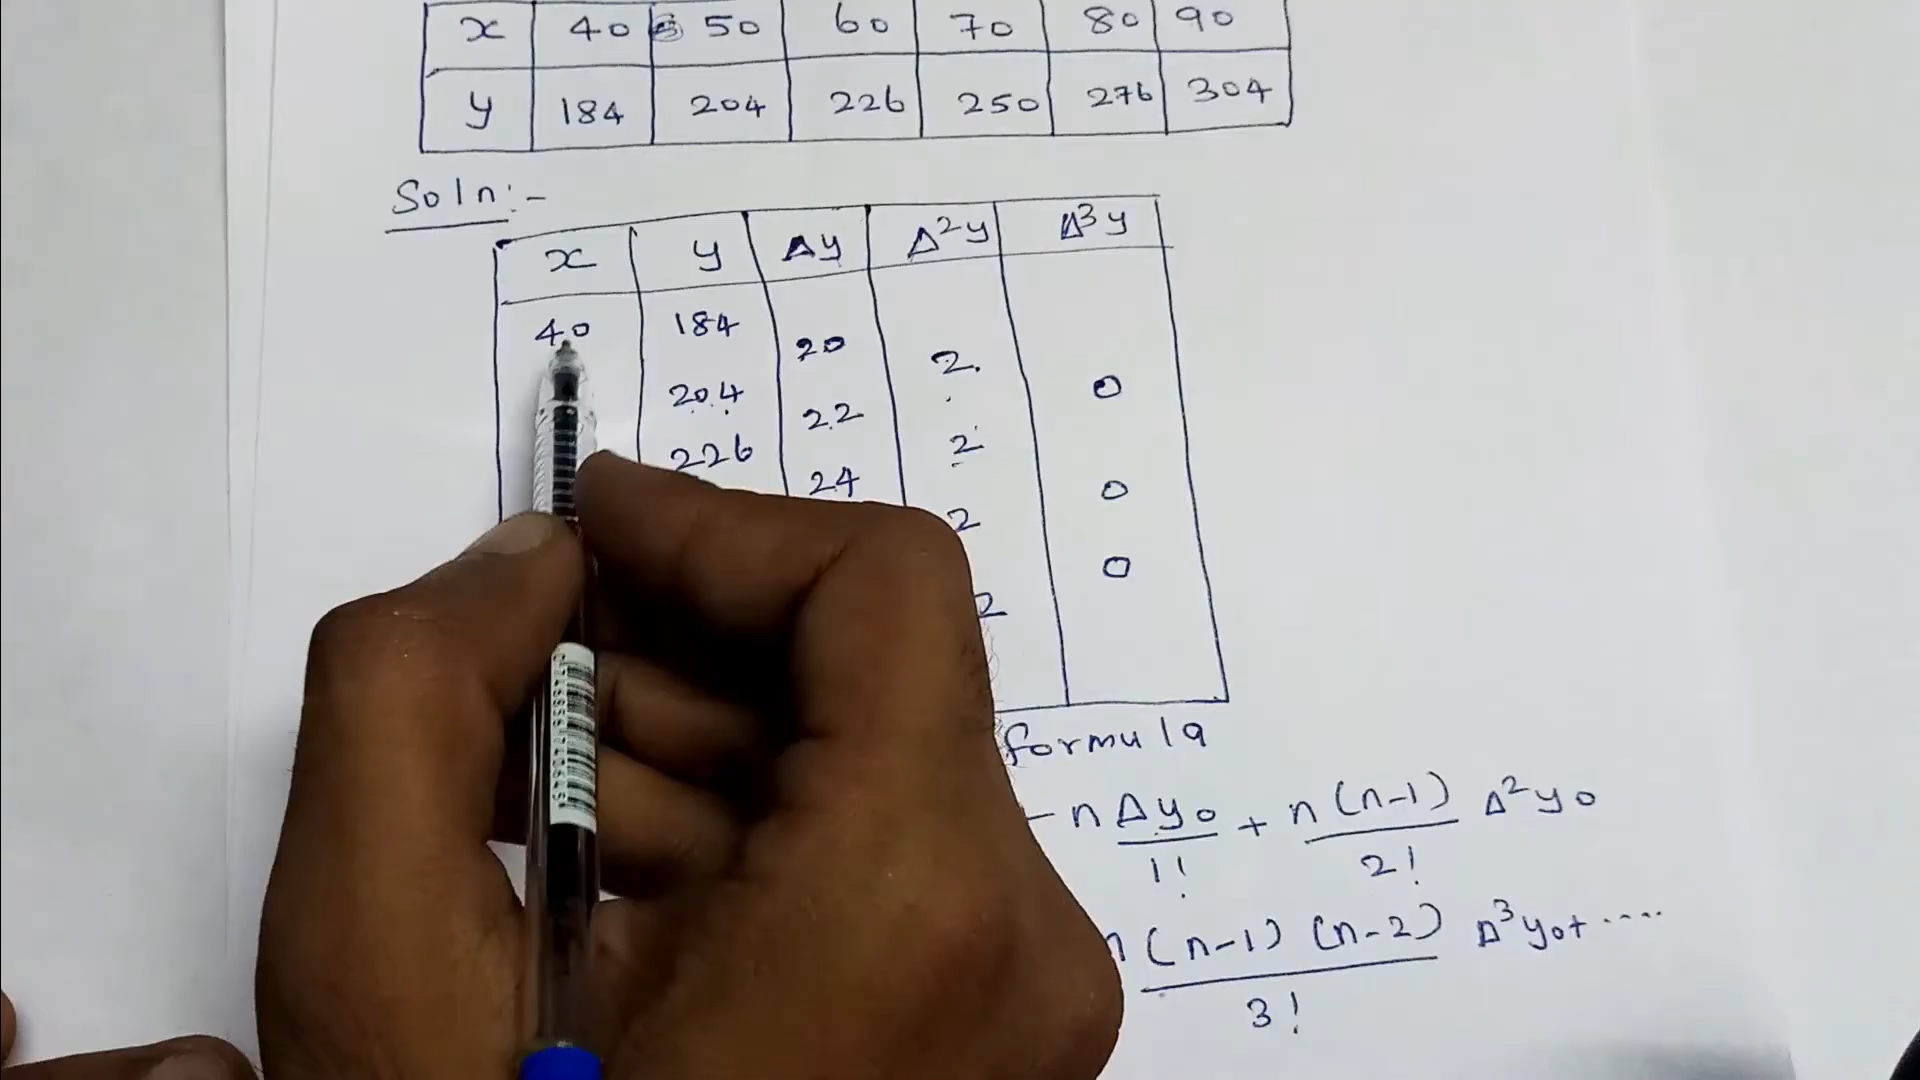 x 40 50 60 70 80 90
y 184 204 226 250 276 304
Soln:-
x y Δy Δ²y Δ³y
40 184
20
2.
0
204
22
2
226
24
0
2
0
2
formula
nΔy0/1! + n(n-1)/2! Δ²y0
n(n-1)(n-2)/3! Δ³y0+....